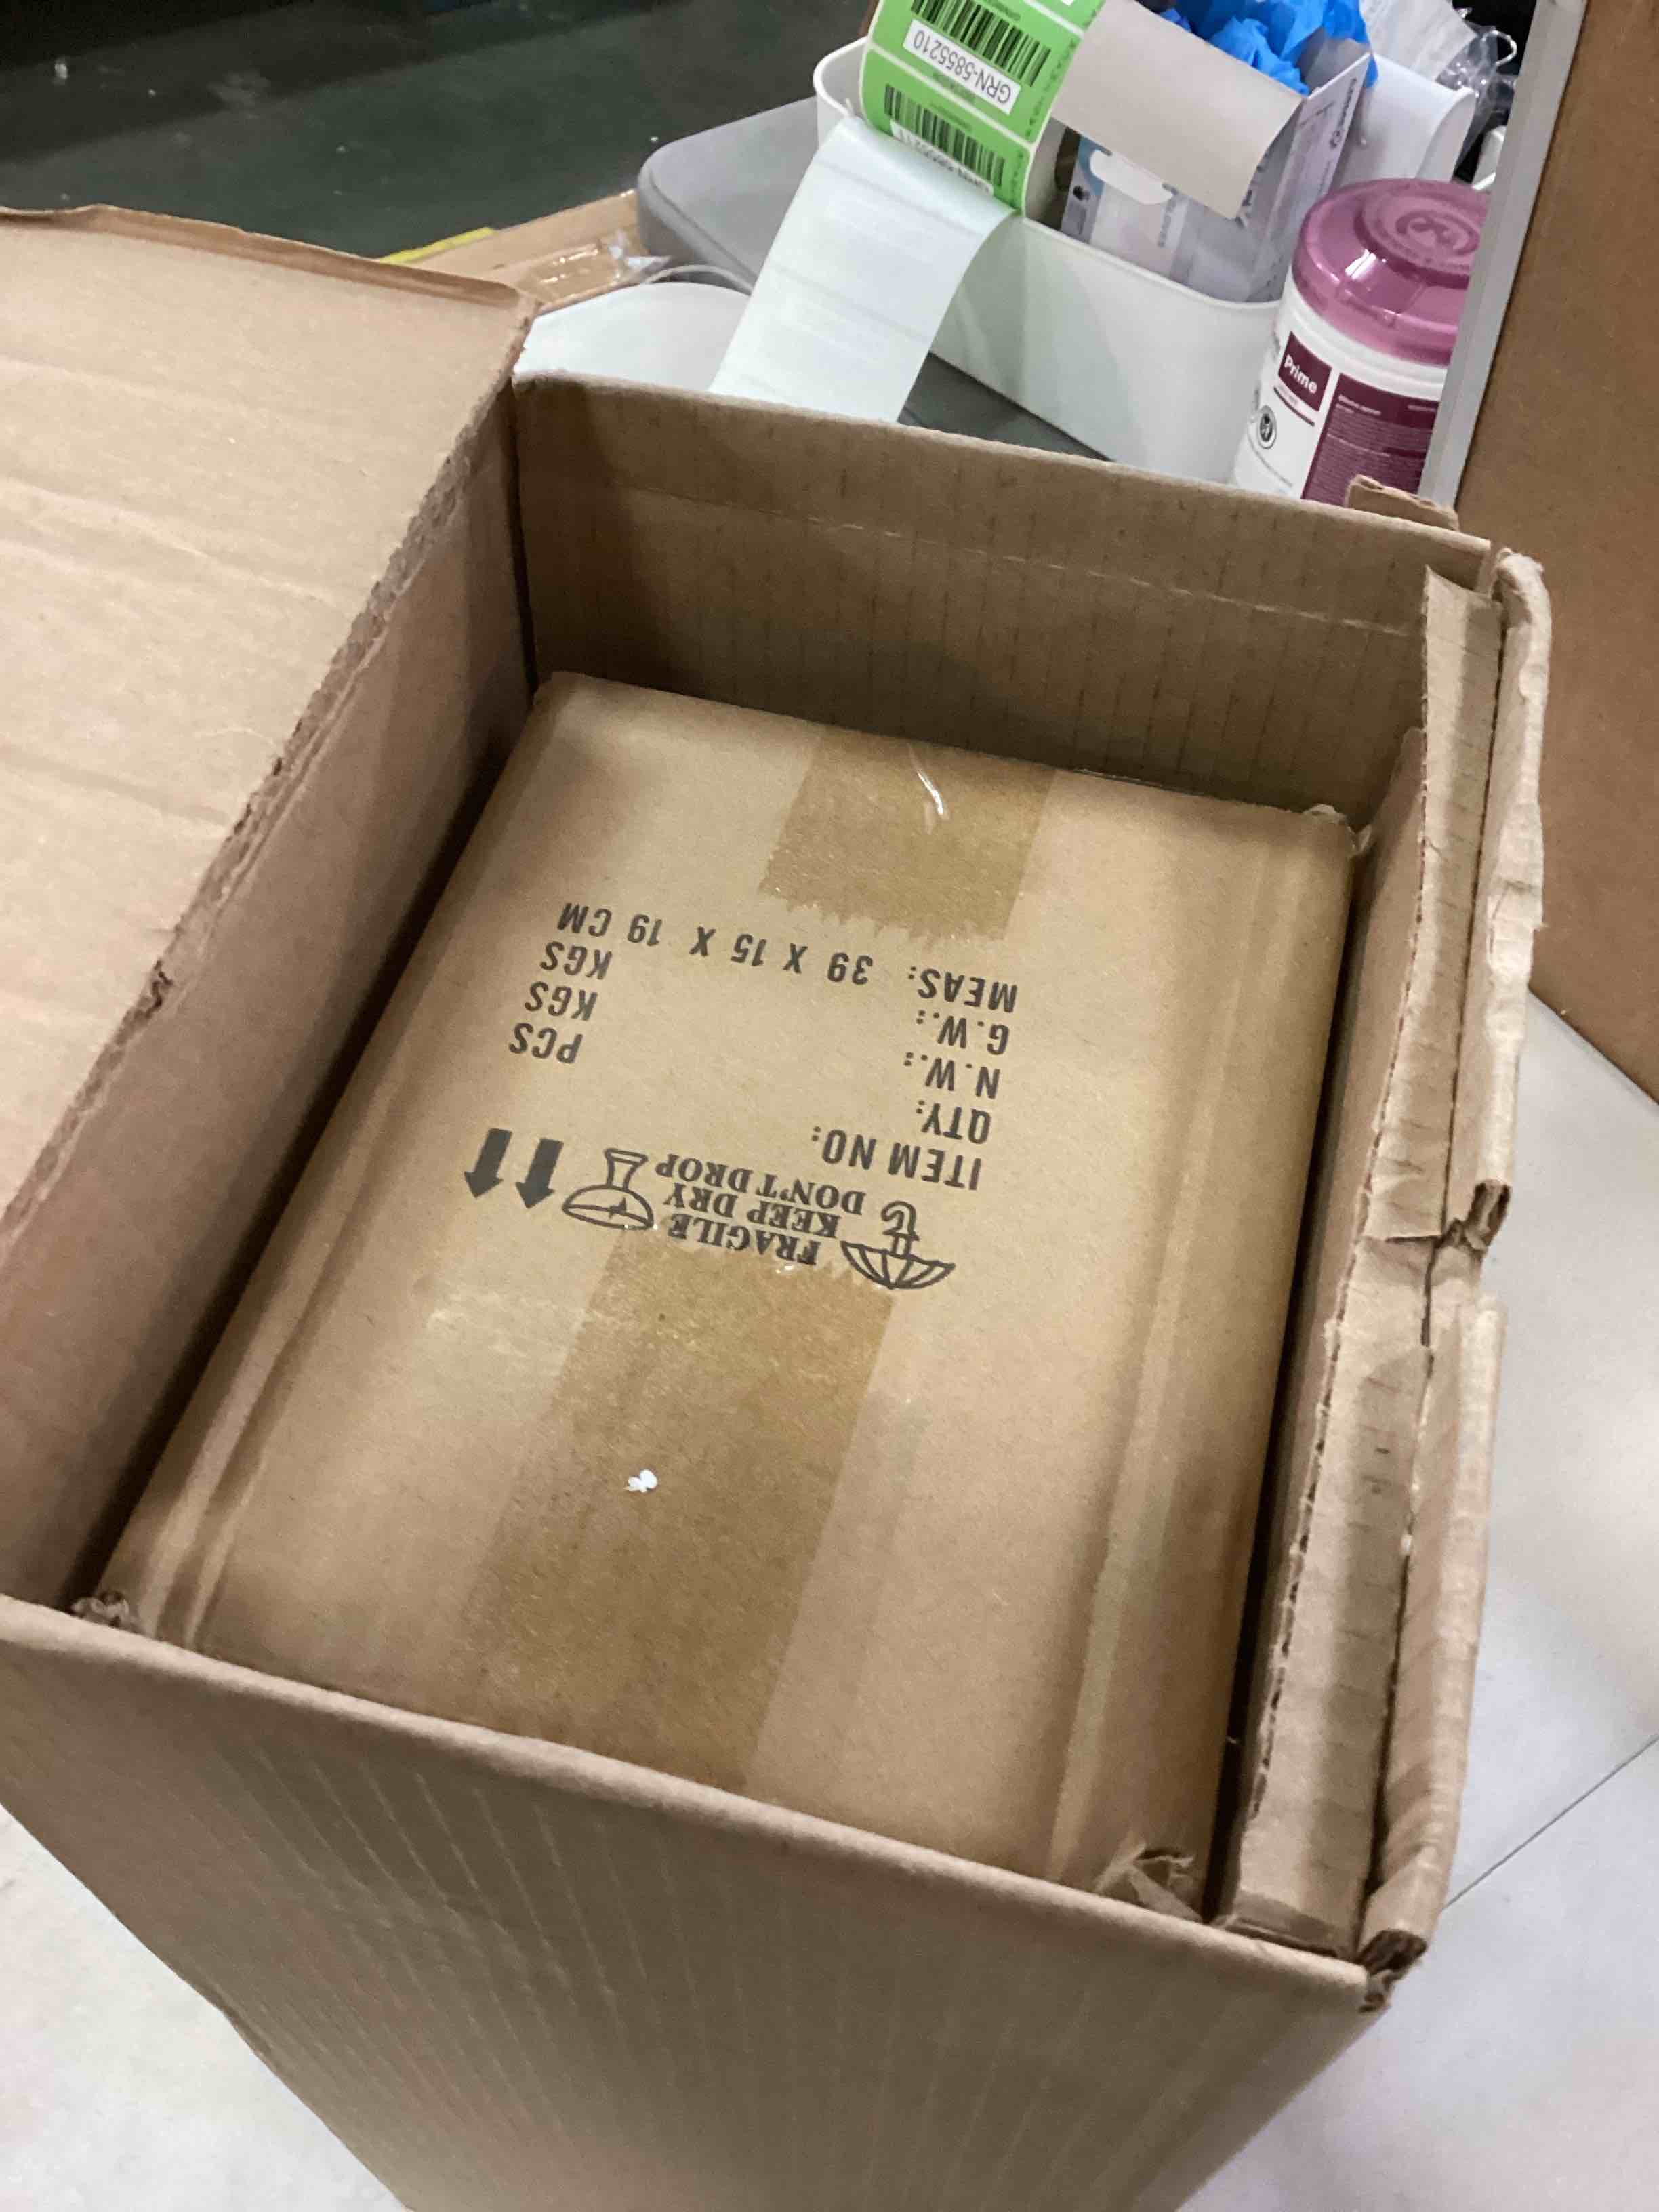 FRAGILE
KEEP DRY
DON'T DROP
ITEM NO:
QTY: PCS
N.W.: KGS
G.W.: KGS
MEAS: 39 X 15 X 19 CM
GRN-5855210
Prime